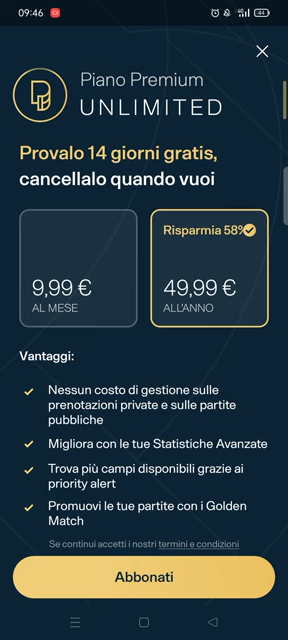 09:46
44
Piano Premium
UNLIMITED
Provalo 14 giorni gratis,
cancellalo quando vuoi
Risparmia 58%
9,99 €
AL MESE
49,99 €
ALL'ANNO
Vantaggi:
Nessun costo di gestione sulle
prenotazioni private e sulle partite
pubbliche
Migliora con le tue Statistiche Avanzate
Trova più campi disponibili grazie ai
priority alert
Promuovi le tue partite con i Golden
Match
Se continui accetti i nostri termini e condizioni
Abbonati